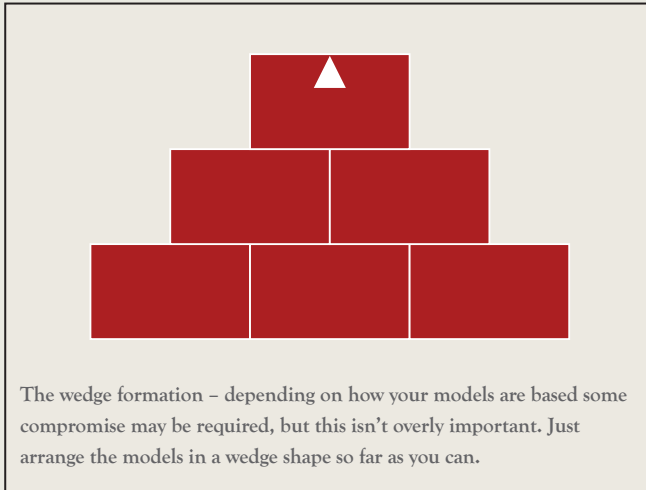 The wedge formation – depending on how your models are based some
compromise may be required, but this isn’t overly important. Just
arrange the models in a wedge shape so far as you can.